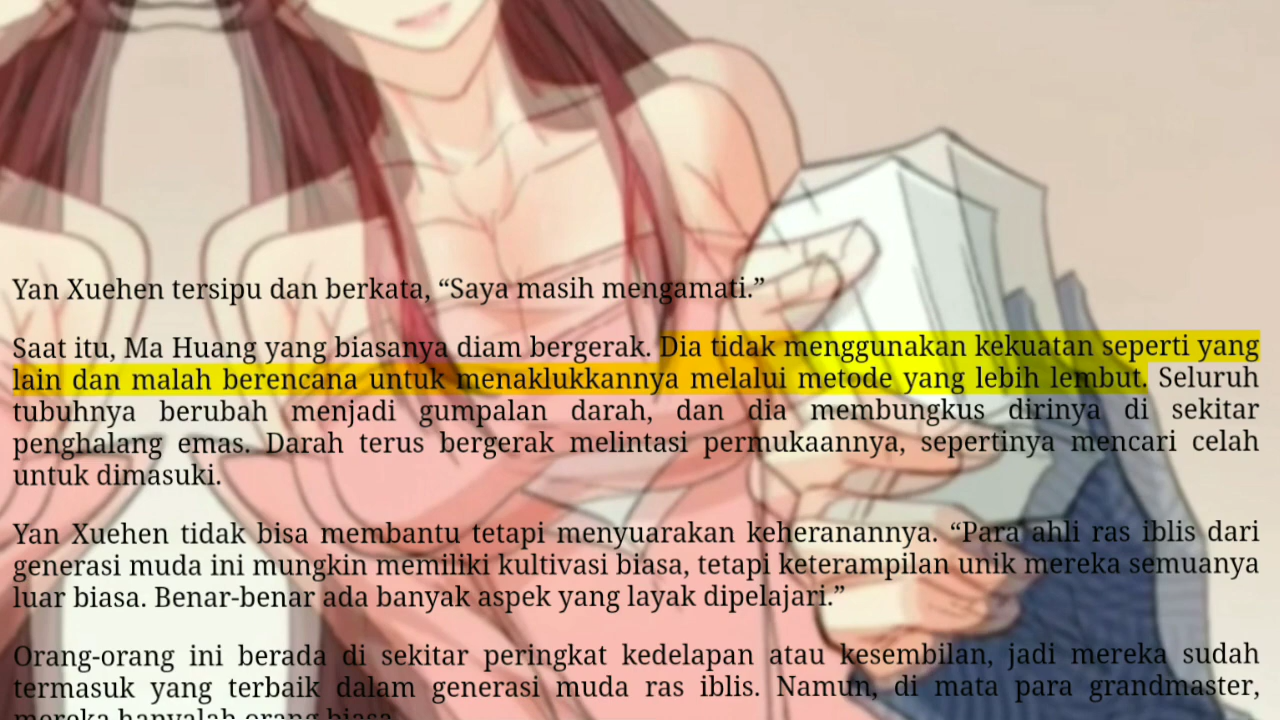 Yan Xuehen tersipu dan berkata, “Saya masih mengamati.”
Saat itu, Ma Huang yang biasanya diam bergerak. Dia tidak menggunakan kekuatan seperti yang
lain dan malah berencana untuk menaklukkannya melalui metode yang lebih lembut. Seluruh
tubuhnya berubah menjadi gumpalan darah, dan dia membungkus dirinya di sekitar
penghalang emas. Darah terus bergerak melintasi permukaannya, sepertinya mencari celah
untuk dimasuki.
Yan Xuehen tidak bisa membantu tetapi menyuarakan keheranannya. “Para ahli ras iblis dari
generasi muda ini mungkin memiliki kultivasi biasa, tetapi keterampilan unik mereka semuanya
luar biasa. Benar-benar ada banyak aspek yang layak dipelajari.”
Orang-orang ini berada di sekitar peringkat kedelapan atau kesembilan, jadi mereka sudah
termasuk yang terbaik dalam generasi muda ras iblis. Namun, di mata para grandmaster,
mereka hanyalah orang biasa.